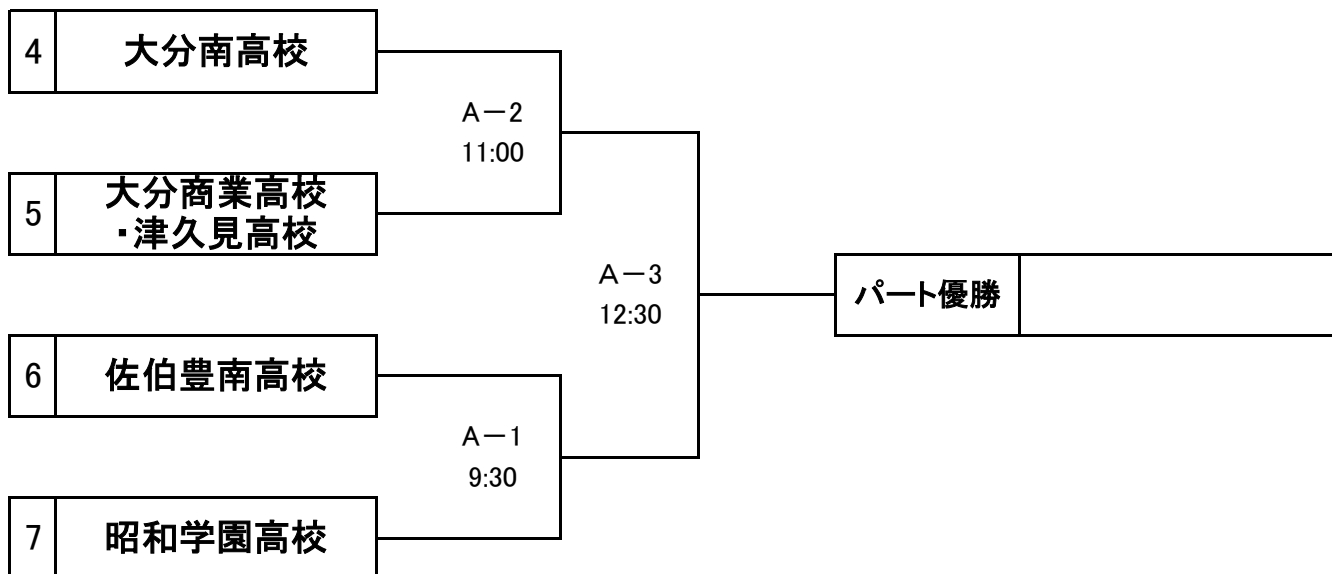 4 大分南高校
A－2
11:00
5 大分商業高校
・津久見高校
A－3
12:30
パート優勝
6 佐伯豊南高校
A－1
9:30
7 昭和学園高校